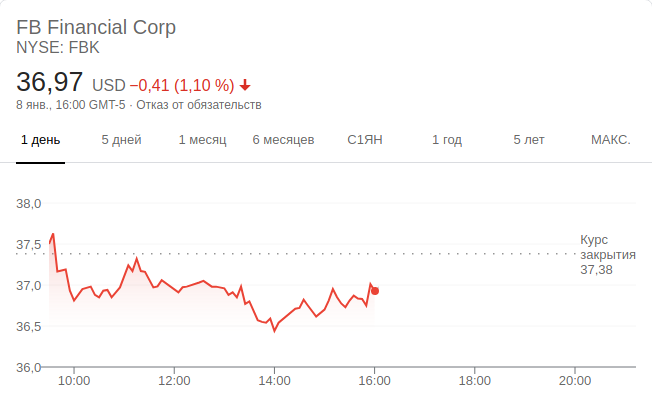 FB Financial Corp
NYSE: FBK
36,97 USD −0,41 (1,10 %)
8 янв., 16:00 GMT-5 · Отказ от обязательств
1 день 5 дней 1 месяц 6 месяцев С1ЯН 1 год 5 лет МАКС.
38,0
37,5
37,0
36,5
36,0
Курс
закрытия
37,38
10:00 12:00 14:00 16:00 18:00 20:00